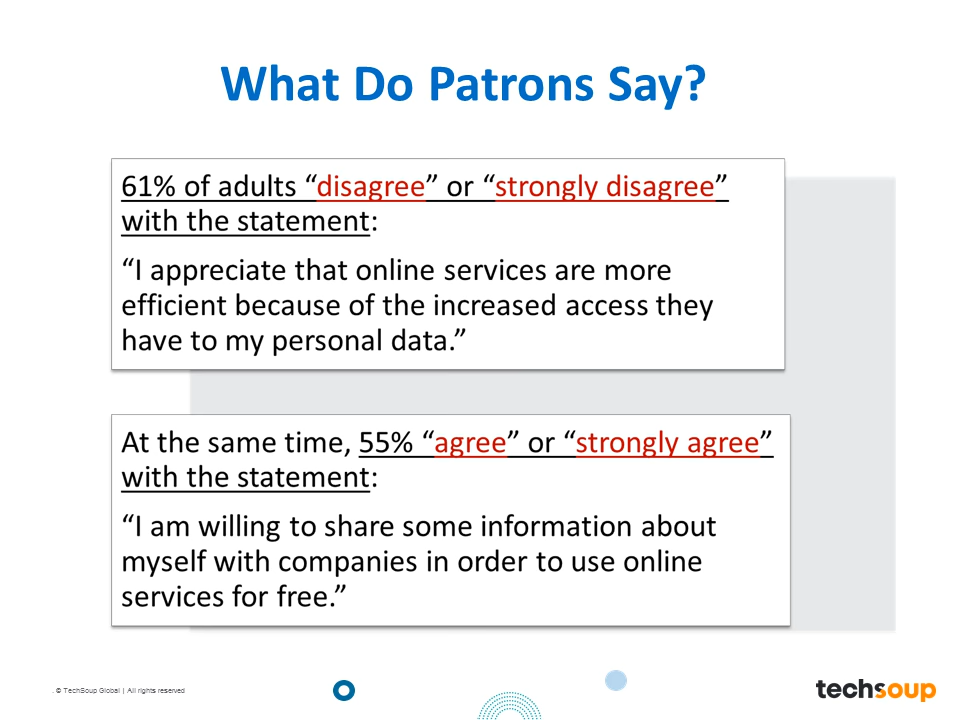 What Do Patrons Say?
61% of adults “disagree” or “strongly disagree”
with the statement:
“I appreciate that online services are more
efficient because of the increased access they
have to my personal data.”
At the same time, 55% “agree” or “strongly agree”
with the statement:
“I am willing to share some information about
myself with companies in order to use online
services for free.”
. © TechSoup Global | All rights reserved
techsoup